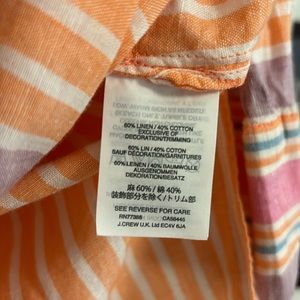 60% LINEN / 40% COTTON
EXCLUSIVE OF
DECORATION/TRIMMING
60% LIN / 40% COTON
SAUF DÉCORATION/GARNITURES
60% LEINEN / 40% BAUMWOLLE
AUSGENOMMEN
DEKORATION/BESATZ
麻 60% / 綿 40%
装飾部分を除く/トリム部
SEE REVERSE FOR CARE
RN77388 CA56445
J.CREW U.K. Ltd EC4V 6JA